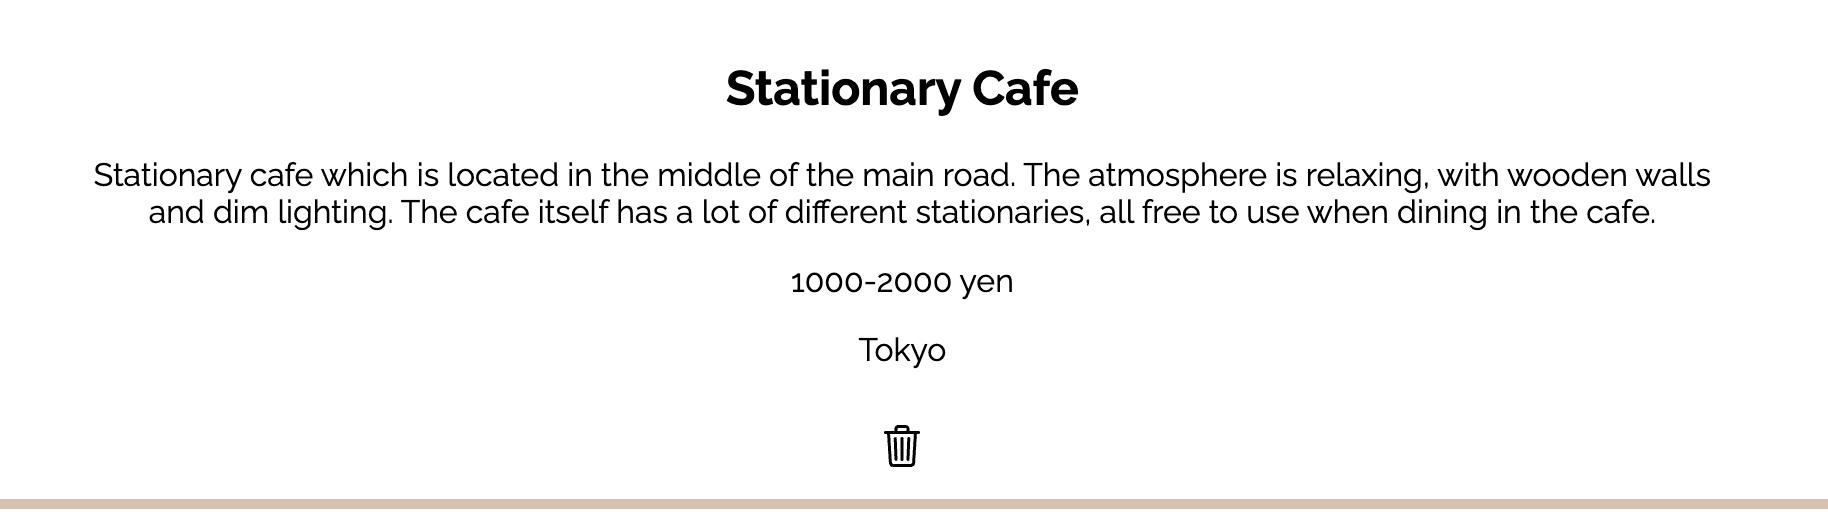 Stationary Cafe
Stationary cafe which is located in the middle of the main road. The atmosphere is relaxing, with wooden walls
and dim lighting. The cafe itself has a lot of different stationaries, all free to use when dining in the cafe.
1000-2000 yen
Tokyo